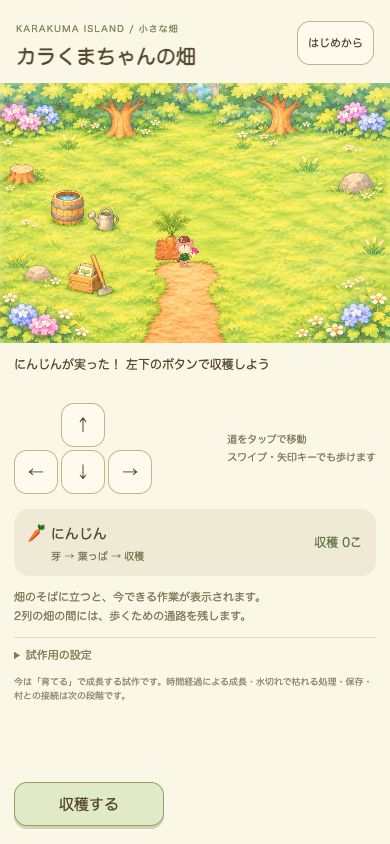 KARAKUMA ISLAND / 小さな畑
カラくまちゃんの畑
はじめから
にんじんが実った！ 左下のボタンで収穫しよう
↑
← ↓ →
道をタップで移動
スワイプ・矢印キーでも歩けます
🥕 にんじん
芽 → 葉っぱ → 収穫
収穫 0こ
畑のそばに立つと、今できる作業が表示されます。
2列の畑の間には、歩くための通路を残します。
▶ 試作用の設定
今は「育てる」で成長する試作です。時間経過による成長・水切れで枯れる処理・保存・
村との接続は次の段階です。
収穫する